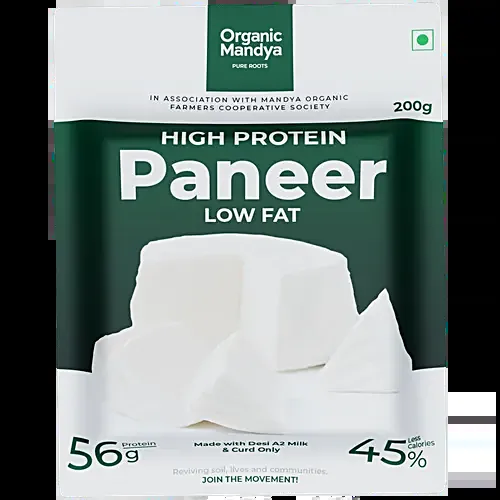 Organic
Mandya
PURE ROOTS
IN ASSOCIATION WITH MANDYA ORGANIC
FARMERS COOPERATIVE SOCIETY
200g
HIGH PROTEIN
Paneer
LOW FAT
56g Protein
Made with Desi A2 Milk
& Curd Only
45% Less calories
Reviving soil, lives and communities.
JOIN THE MOVEMENT!